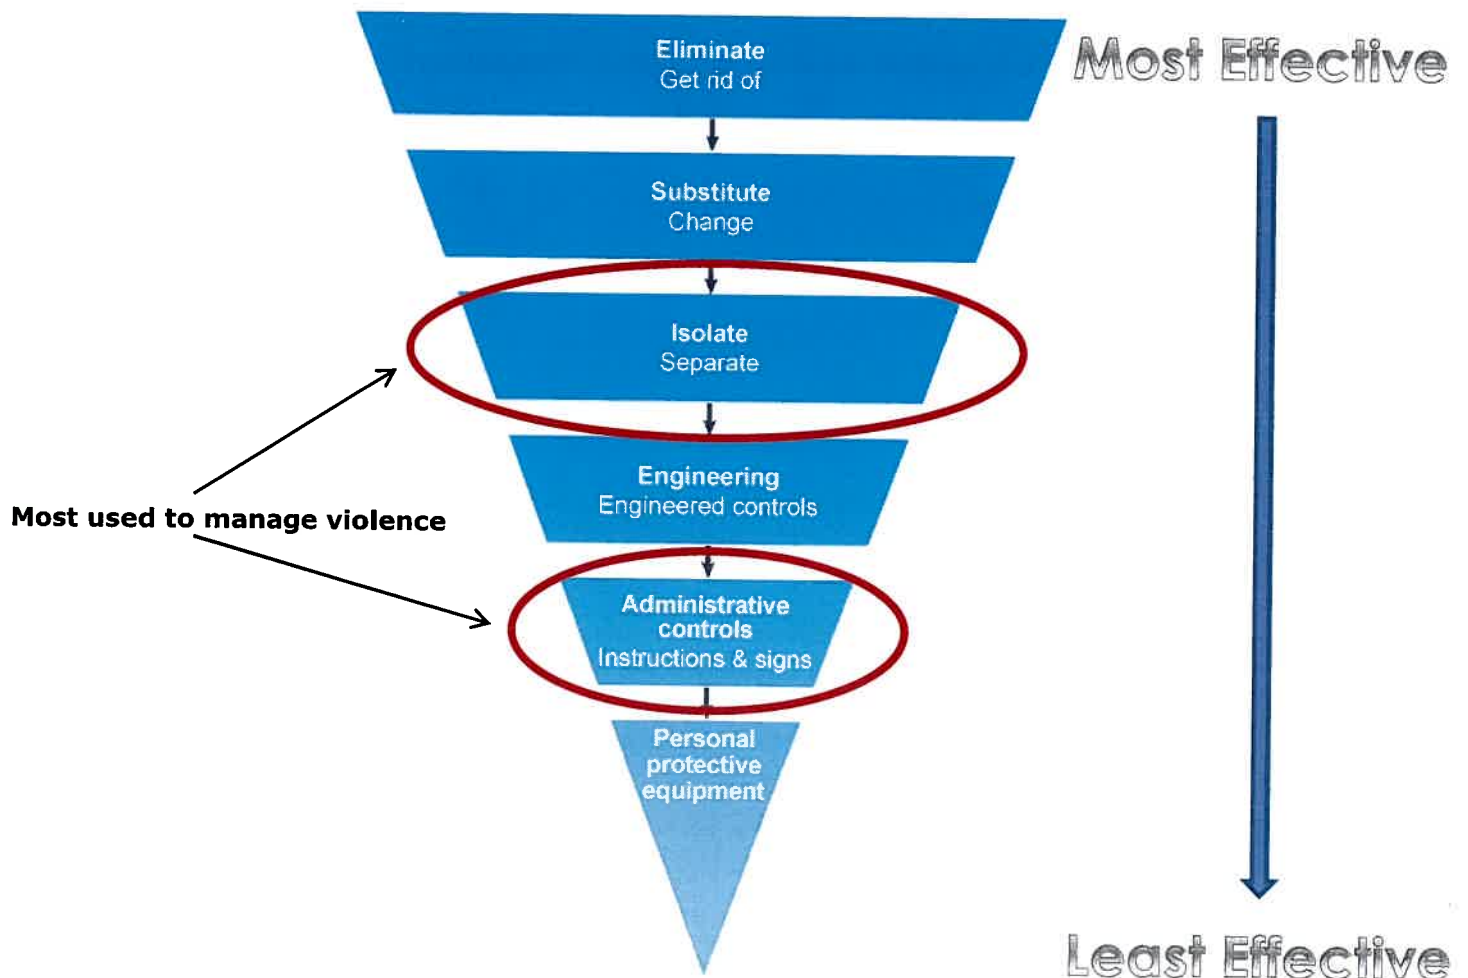 Eliminate
Get rid of
Most Effective
Substitute
Change
Isolate
Separate
Engineering
Engineered controls
Most used to manage violence
Administrative
controls
Instructions & signs
Personal
protective
equipment
Least Effective